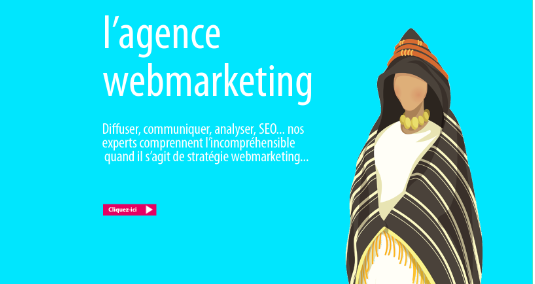 l’agence
webmarketing
Diffuser, communiquer, analyser, SEO... nos
experts comprennent l’incompréhensible
quand il s’agit de stratégie webmarketing...
Cliquez-ici